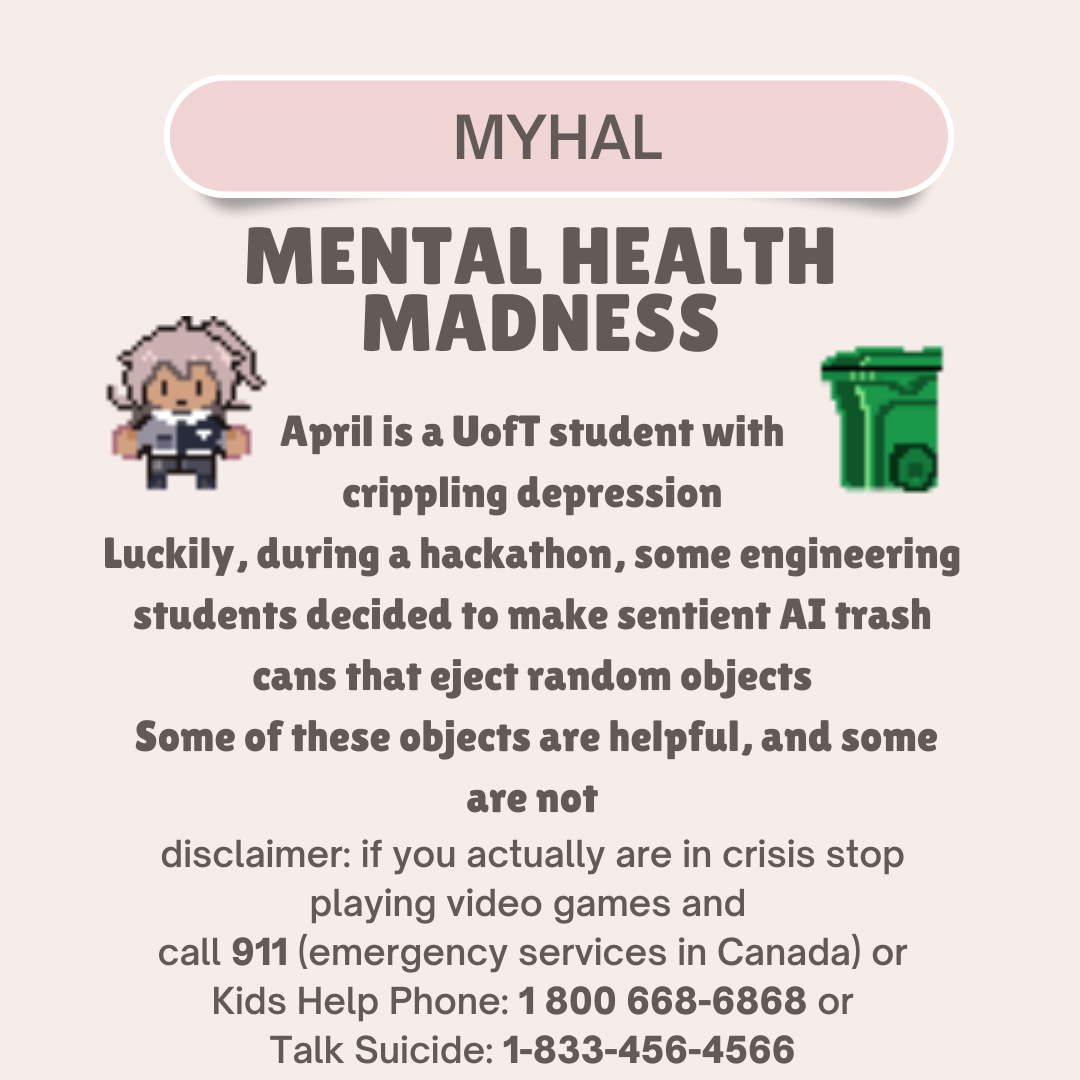 MYHAL
MENTAL HEALTH
MADNESS
April is a UofT student with
crippling depression
Luckily, during a hackathon, some engineering
students decided to make sentient AI trash
cans that eject random objects
Some of these objects are helpful, and some
are not
disclaimer: if you actually are in crisis stop
playing video games and
call 911 (emergency services in Canada) or
Kids Help Phone: 1 800 668-6868 or
Talk Suicide: 1-833-456-4566